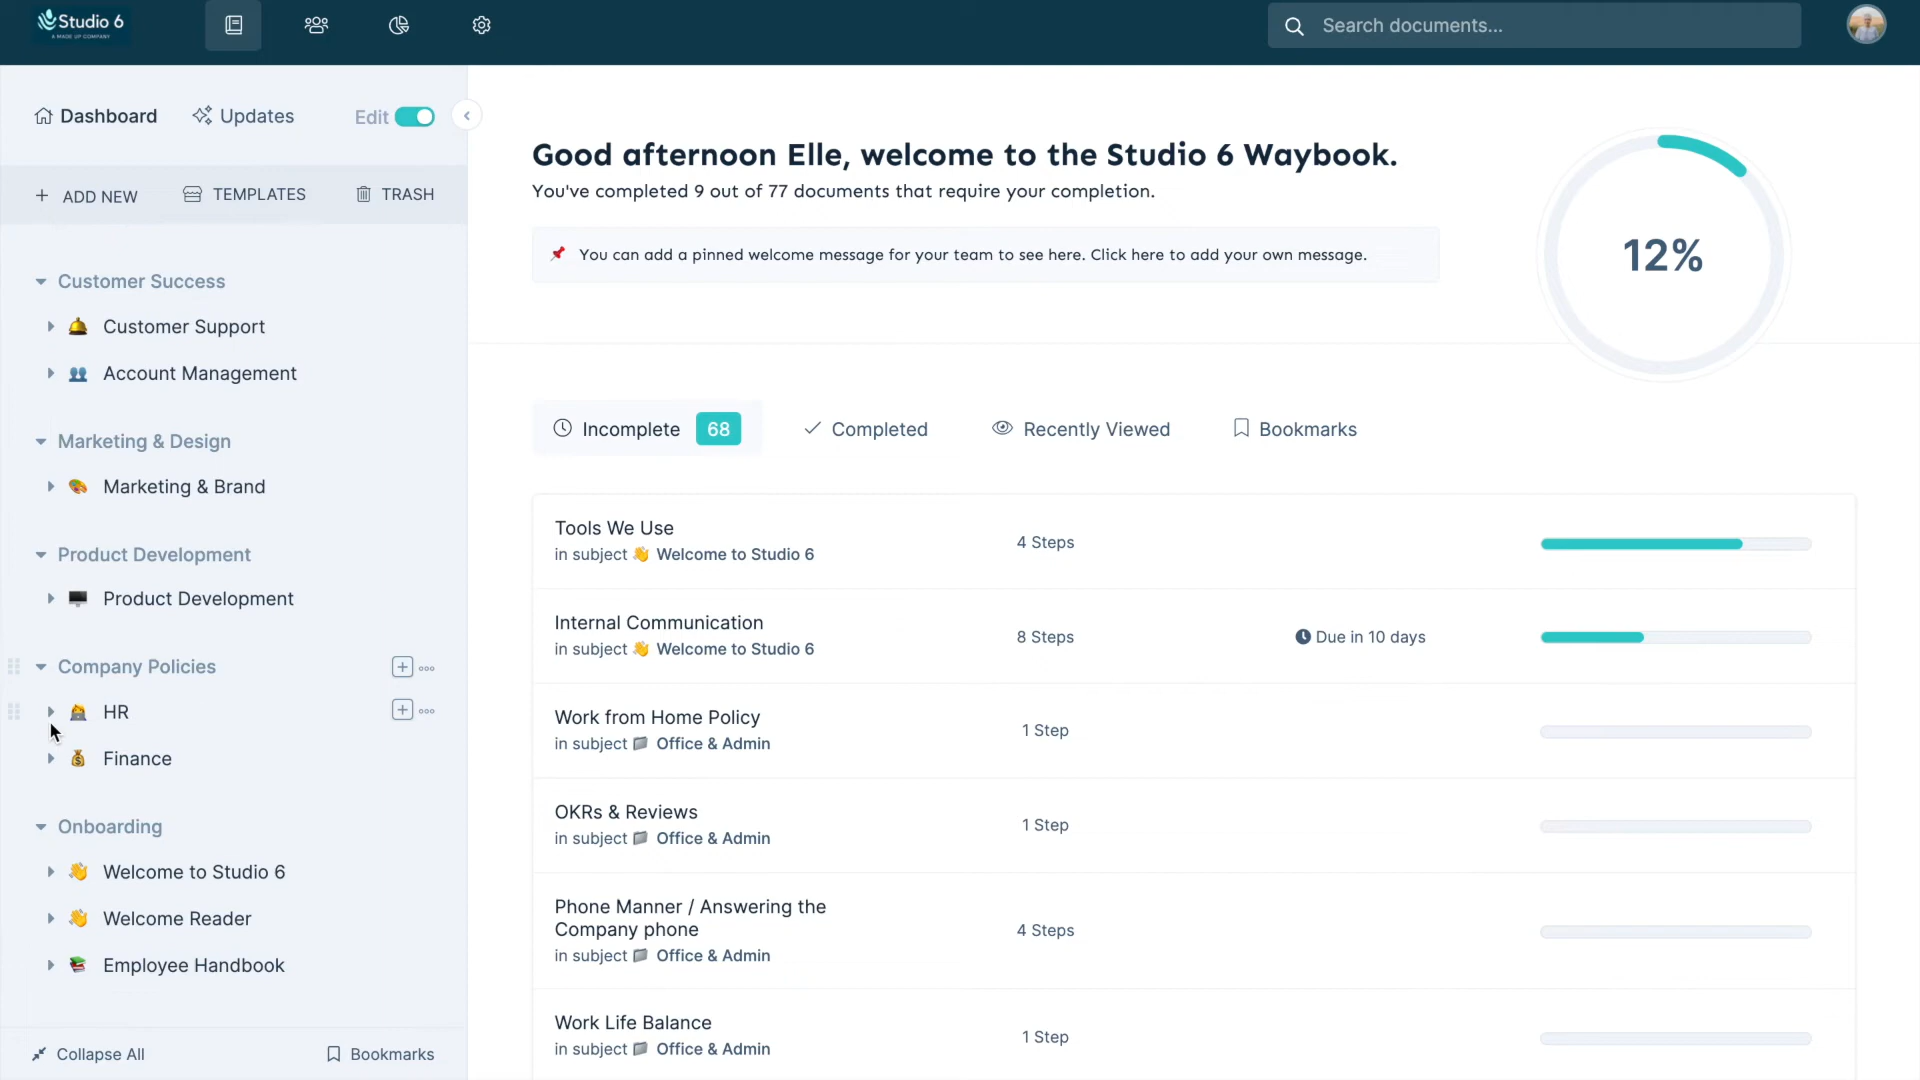 Studio 6
A MADE UP COMPANY
Search documents...
Dashboard
Updates
Edit
ADD NEW
TEMPLATES
TRASH
Customer Success
Customer Support
Account Management
Marketing & Design
Marketing & Brand
Product Development
Product Development
Company Policies
HR
Finance
Onboarding
Welcome to Studio 6
Welcome Reader
Employee Handbook
Collapse All
Bookmarks
Good afternoon Elle, welcome to the Studio 6 Waybook.
You've completed 9 out of 77 documents that require your completion.
You can add a pinned welcome message for your team to see here. Click here to add your own message.
12%
Incomplete 68
Completed
Recently Viewed
Bookmarks
Tools We Use
in subject 👋 Welcome to Studio 6
4 Steps
Internal Communication
in subject 👋 Welcome to Studio 6
8 Steps
Due in 10 days
Work from Home Policy
in subject Office & Admin
1 Step
OKRs & Reviews
in subject Office & Admin
1 Step
Phone Manner / Answering the
Company phone
in subject Office & Admin
4 Steps
Work Life Balance
in subject Office & Admin
1 Step